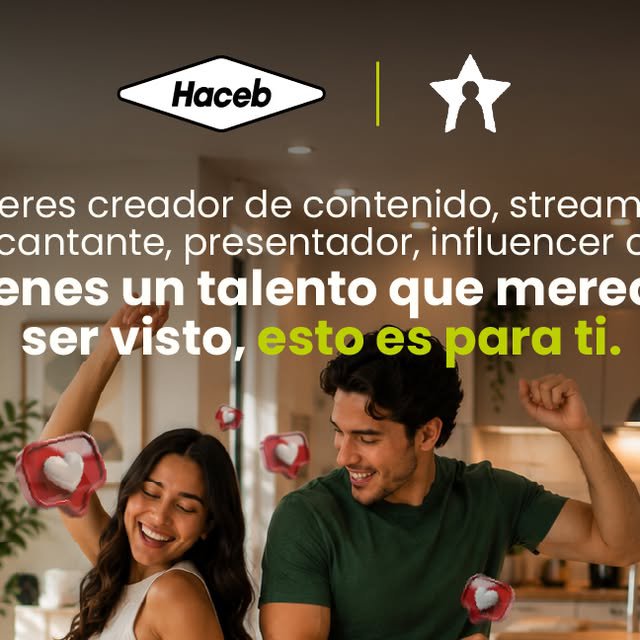 Haceb
eres creador de contenido, stream
cantante, presentador, influencer o
enes un talento que mere
ser visto, esto es para ti.